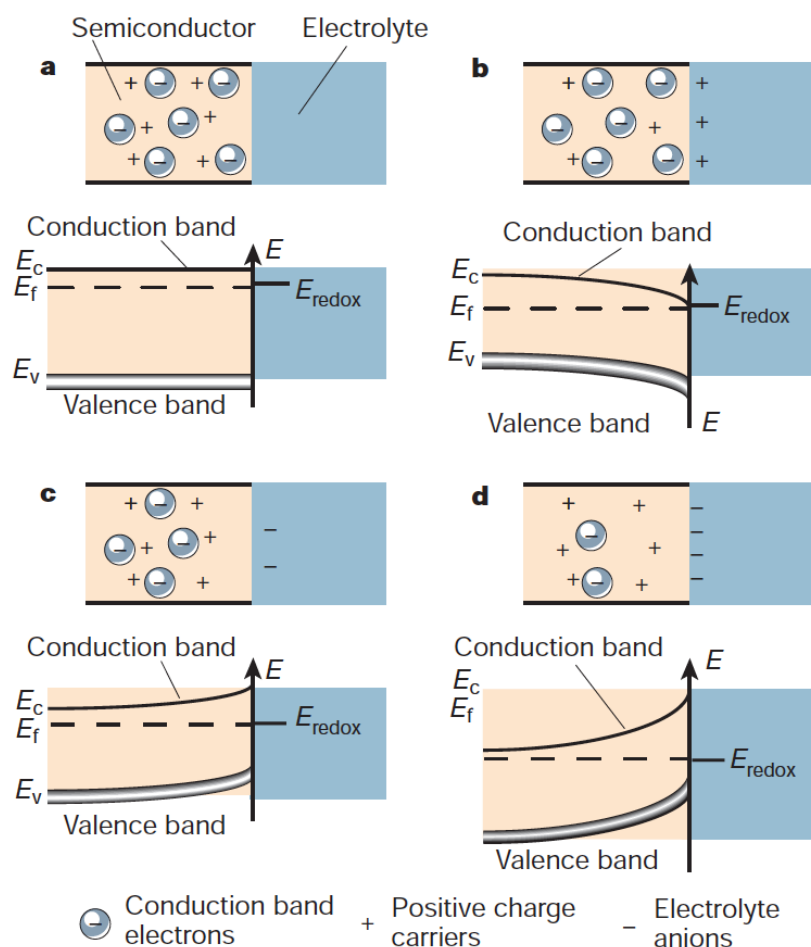 Semiconductor
Electrolyte
a
b
Conduction band
E
Ec
Ef
Eredox
Ev
Valence band
Conduction band
Ec
Ef
Eredox
Ev
Valence band
E
c
d
Conduction band
E
Ec
Ef
Eredox
Ev
Valence band
Conduction band
E
Ec
Ef
Eredox
Valence band
Conduction band
electrons
+ Positive charge
carriers
– Electrolyte
anions